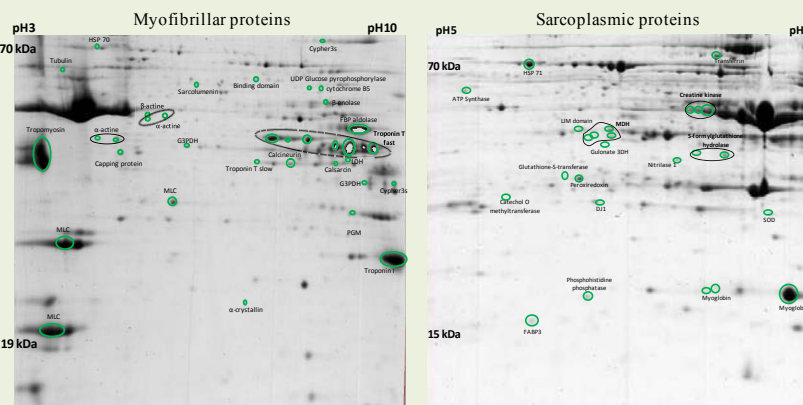 Myofibrillar proteins
pH3
pH10
70 kDa
HSP 70
Cypher3s
Tubulin
Sarcolumenin
Binding domain
UDP Glucose pyrophosphorylase
cytochrome B5
β-enolase
β-actine
α-actine
FBP aldolase
Tropomyosin
α-actine
Troponin T
fast
G3PDH
Capping protein
Calcineurin
LDH
Troponin T slow
Calsarcin
G3PDH
Cypher3s
MLC
PGM
MLC
Troponin I
α-crystallin
MLC
19 kDa
Sarcoplasmic proteins
pH5
pH
70 kDa
Transferrin
HSP 71
ATP Synthase
Creatine kinase
LIM domain
MDH
S-formylglutathione
hydrolase
Gulonate 3DH
Nitrilase 1
Glutathione-S-transferase
Peroxiredoxin
Catechol O
methyltransferase
DJ1
SOD
Phosphohistidine
phosphatase
Myoglobin
Myoglob
FABP3
15 kDa